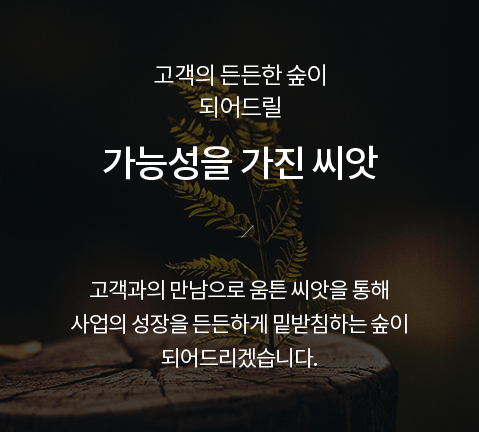 고객의 든든한 숲이
되어드릴
가능성을 가진 씨앗
고객과의 만남으로 움튼 씨앗을 통해
사업의 성장을 든든하게 밑받침하는 숲이
되어드리겠습니다.